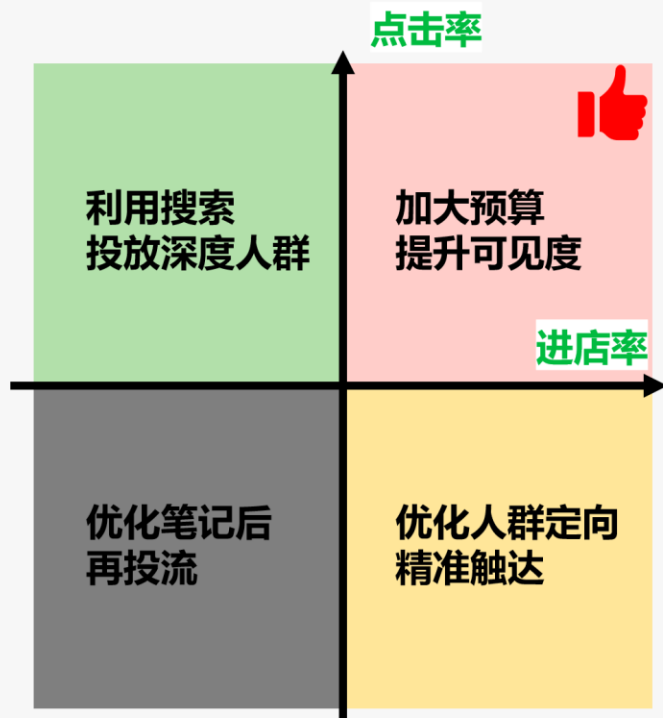 点击率
利用搜索
投放深度人群
加大预算
提升可见度
进店率
优化笔记后
再投流
优化人群定向
精准触达